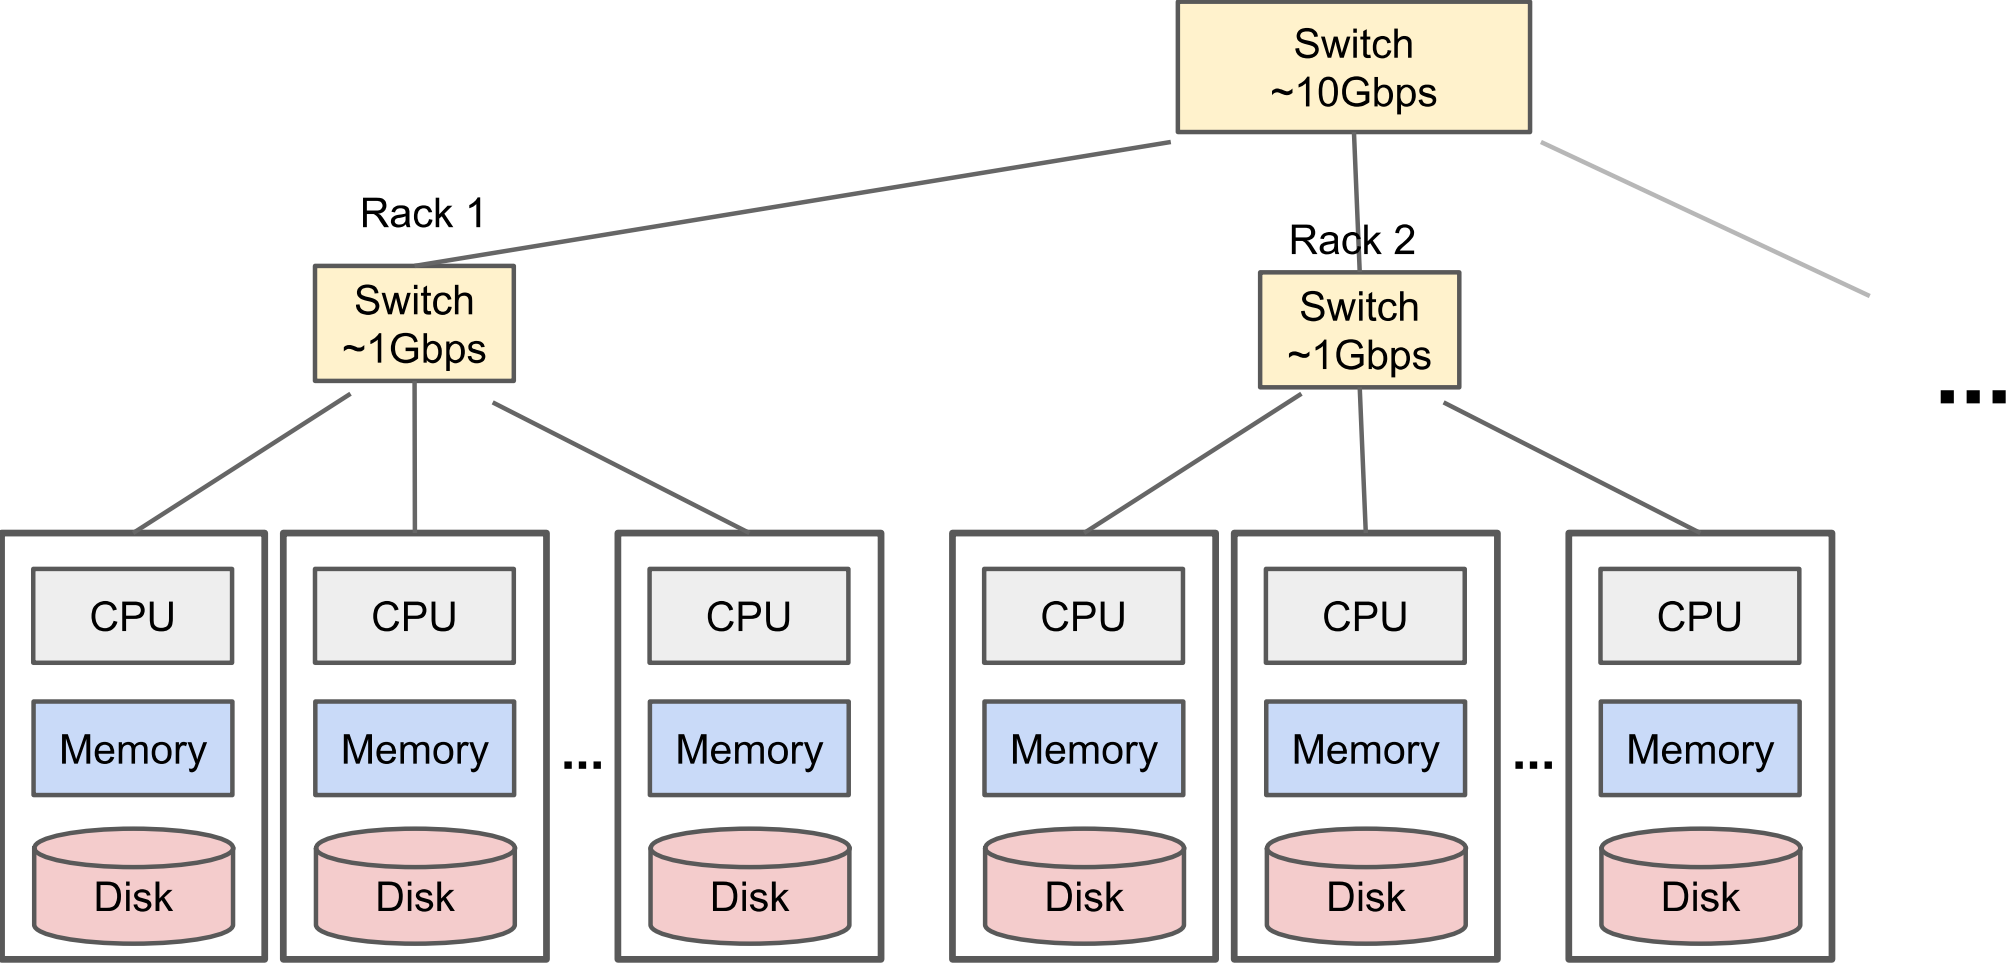 Switch
~10Gbps
Rack 1
Rack 2
Switch
~1Gbps
Switch
~1Gbps
...
CPU
CPU
CPU
CPU
CPU
CPU
Memory
Memory
...
Memory
Memory
Memory
...
Memory
Disk
Disk
Disk
Disk
Disk
Disk